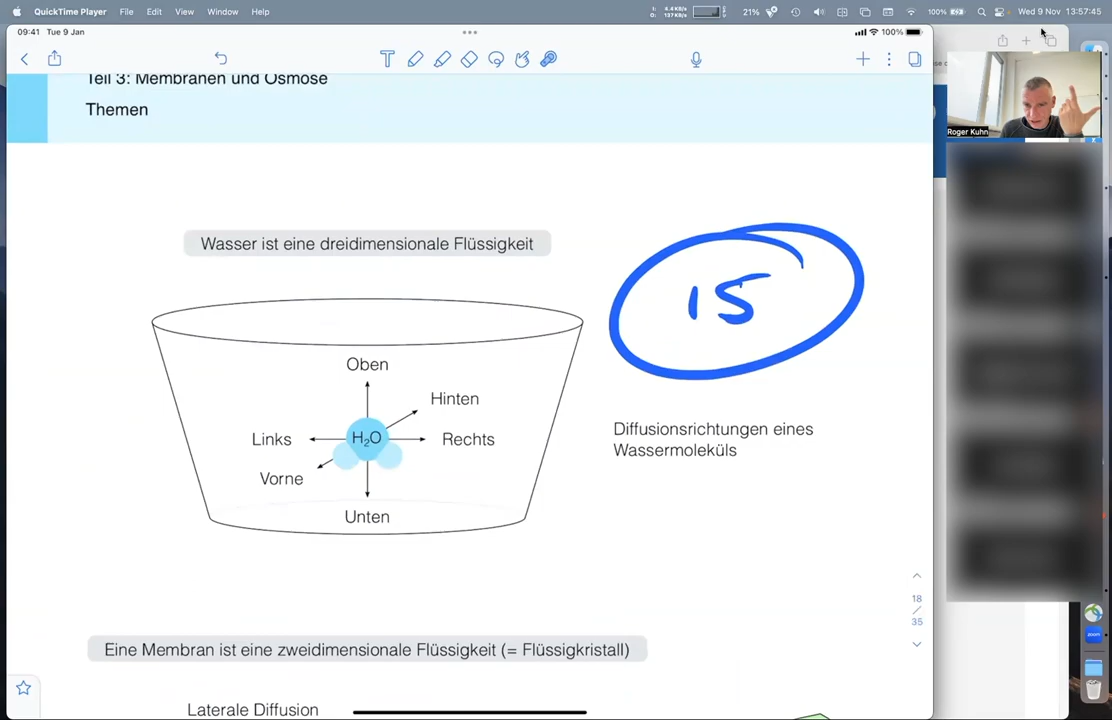 QuickTime Player File Edit View Window Help
21% 100% Wed 9 Nov 13:57:45
09:41 Tue 9 Jan
100%
Teil 3: Membranen und Osmose
Themen
Roger Kuhn
Wasser ist eine dreidimensionale Flüssigkeit
15
Oben
Hinten
Links
H₂O
Rechts
Vorne
Unten
Diffusionsrichtungen eines
Wassermoleküls
18
35
Eine Membran ist eine zweidimensionale Flüssigkeit (= Flüssigkristall)
Laterale Diffusion
zoom